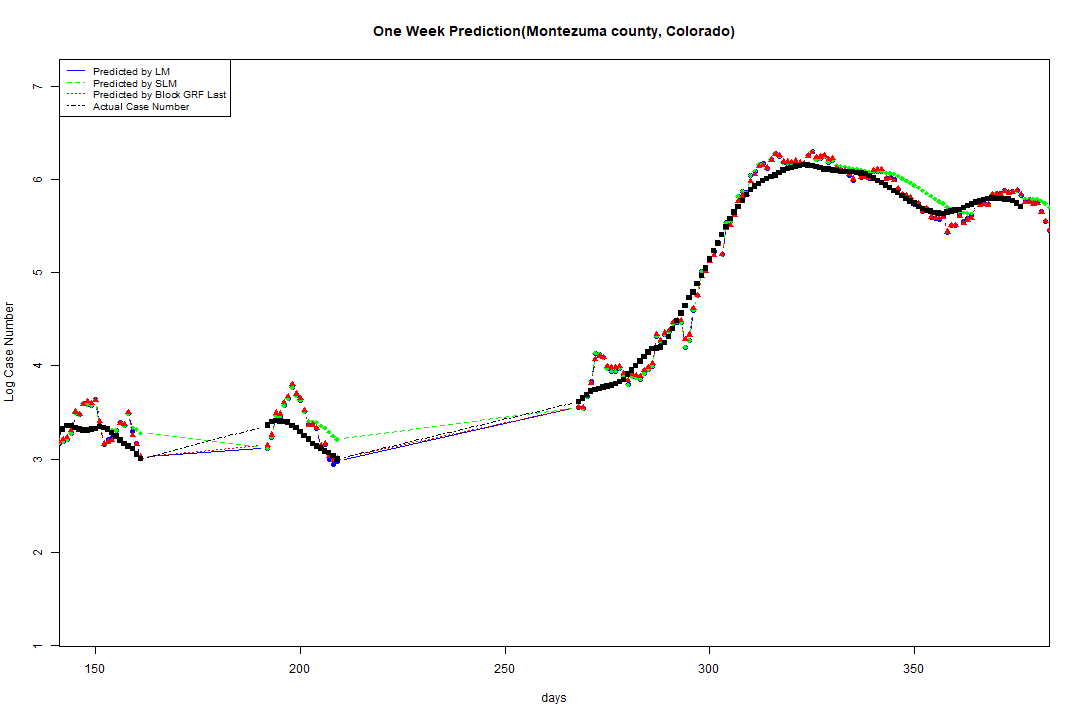 One Week Prediction(Montezuma county, Colorado)
Predicted by LM
Predicted by SLM
Predicted by Block GRF Last
Actual Case Number
7
6
5
4
3
2
1
Log Case Number
150 200 250 300 350
days